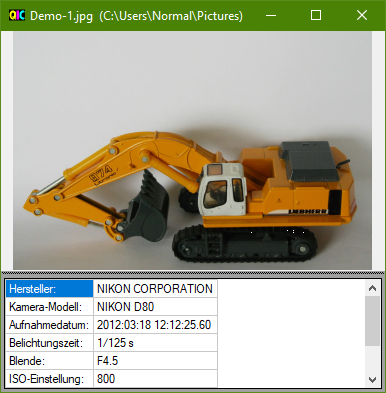 QIC Demo-1.jpg (C:\Users\Normal\Pictures)
974
LIEBHERR
Hersteller: NIKON CORPORATION
Kamera-Modell: NIKON D80
Aufnahmedatum: 2012:03:18 12:12:25.60
Belichtungszeit: 1/125 s
Blende: F4.5
ISO-Einstellung: 800